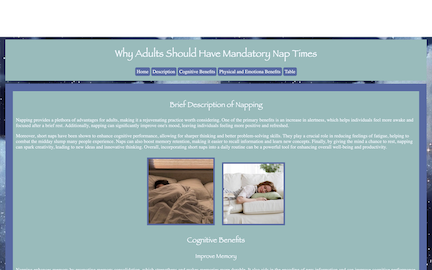 Why Adults Should Have Mandatory Nap Times
Home Description Cognitive Benefits Physical and Emotions Benefits Table
Brief Description of Napping
Napping provides a plethora of advantages for adults, making it a rejuvenating practice worth considering. One of the primary benefits is an increase in alertness, which helps individuals feel more awake and
focused after a brief rest. Additionally, napping can significantly improve one's mood, leaving individuals feeling more positive and refreshed.
Moreover, short naps have been shown to enhance cognitive performance, allowing for sharper thinking and better problem-solving skills. They play a crucial role in reducing feelings of fatigue, helping to
combat the midday slump many people experience. Naps can also boost memory retention, making it easier to recall information and learn new concepts. Finally, by giving the mind a chance to rest, napping
can spark creativity, leading to new ideas and innovative thinking. Overall, incorporating short naps into a daily routine can be a powerful tool for enhancing overall well-being and productivity.
Cognitive Benefits
Improve Memory